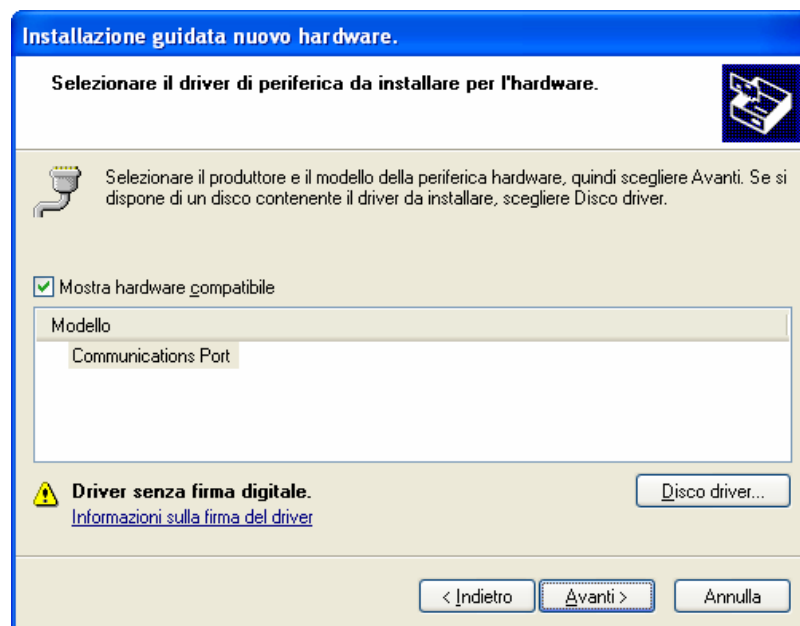 Installazione guidata nuovo hardware.
Selezionare il driver di periferica da installare per l'hardware.
Selezionare il produttore e il modello della periferica hardware, quindi scegliere Avanti. Se si
dispone di un disco contenente il driver da installare, scegliere Disco driver.
Mostra hardware compatibile
Modello
Communications Port
Driver senza firma digitale.
Disco driver...
Informazioni sulla firma del driver
< Indietro
Avanti >
Annulla